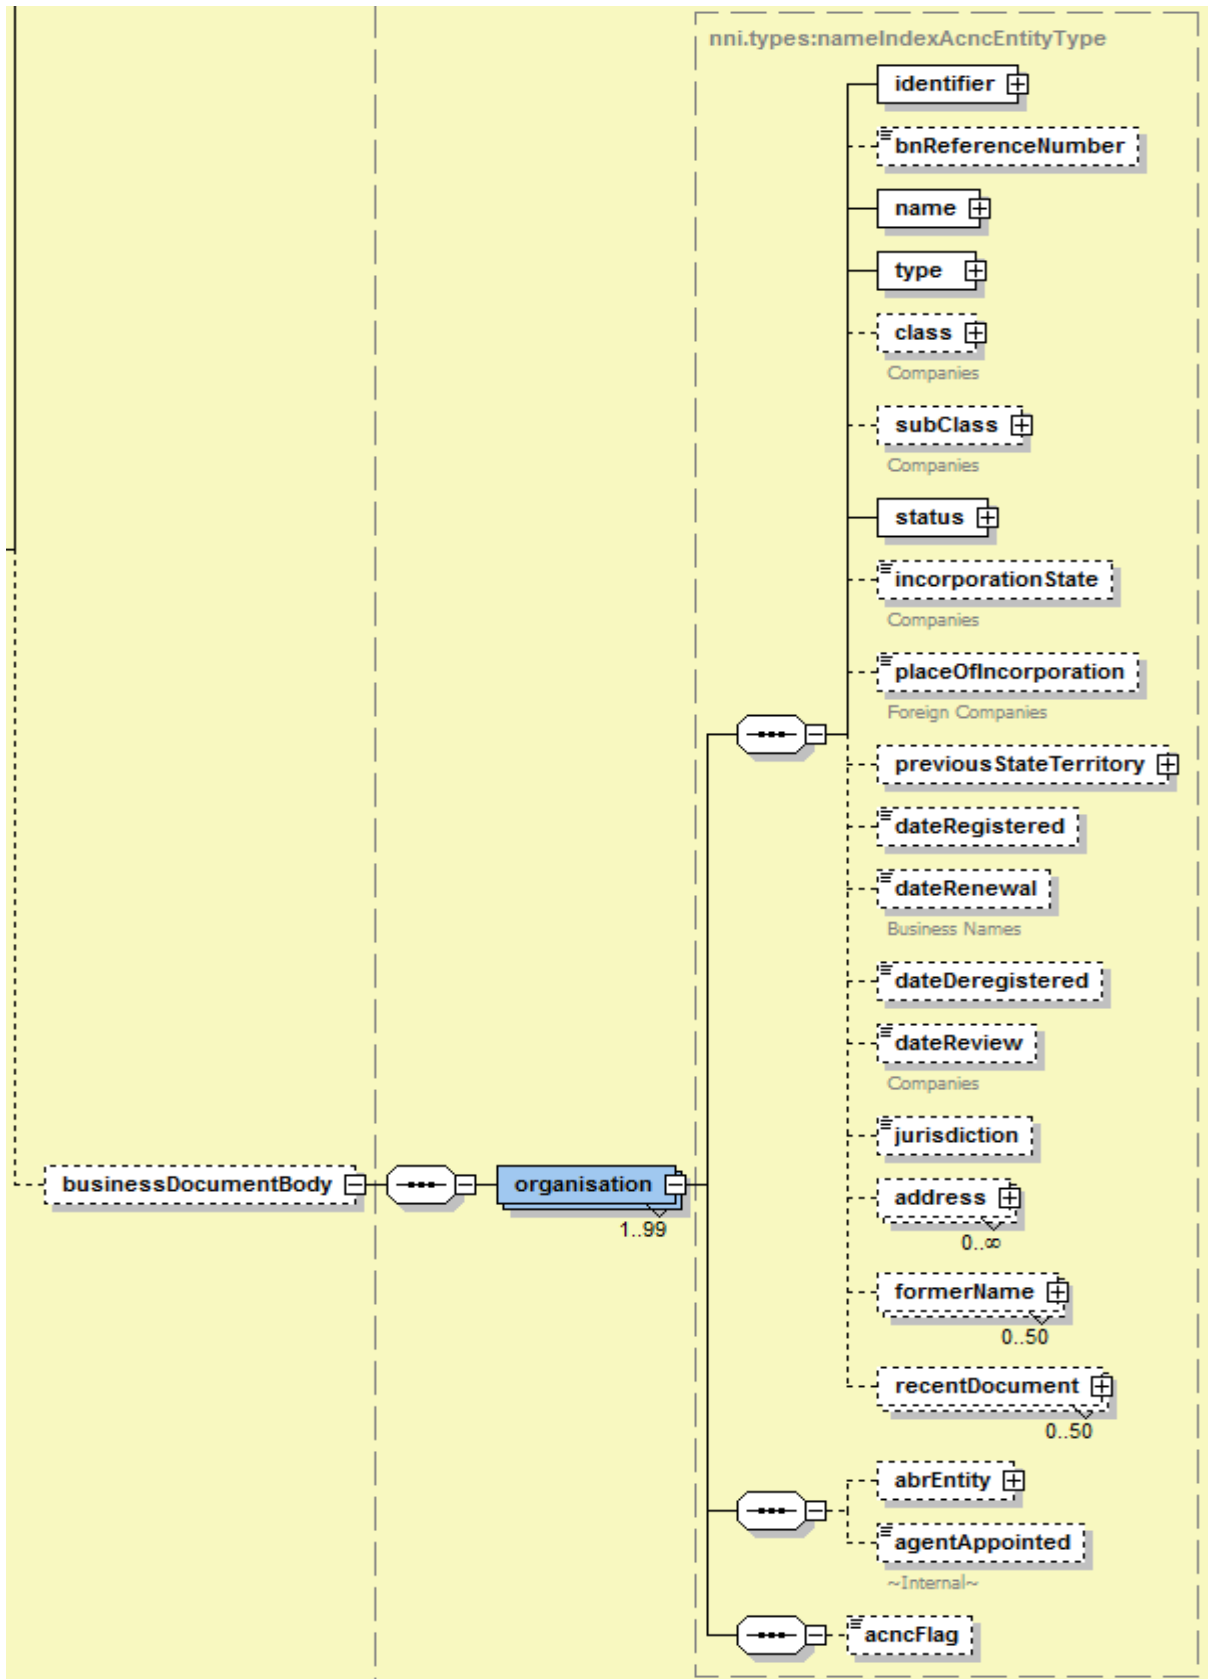 nni.types:nameIndexAcncEntityType
identifier
bnReferenceNumber
name
type
class
Companies
subClass
Companies
status
incorporationState
Companies
placeOfIncorporation
Foreign Companies
previousStateTerritory
dateRegistered
dateRenewal
Business Names
dateDeregistered
dateReview
Companies
jurisdiction
businessDocumentBody
organisation
1..99
address
0..∞
formerName
0..50
recentDocument
0..50
abrEntity
agentAppointed
~Internal~
acncFlag